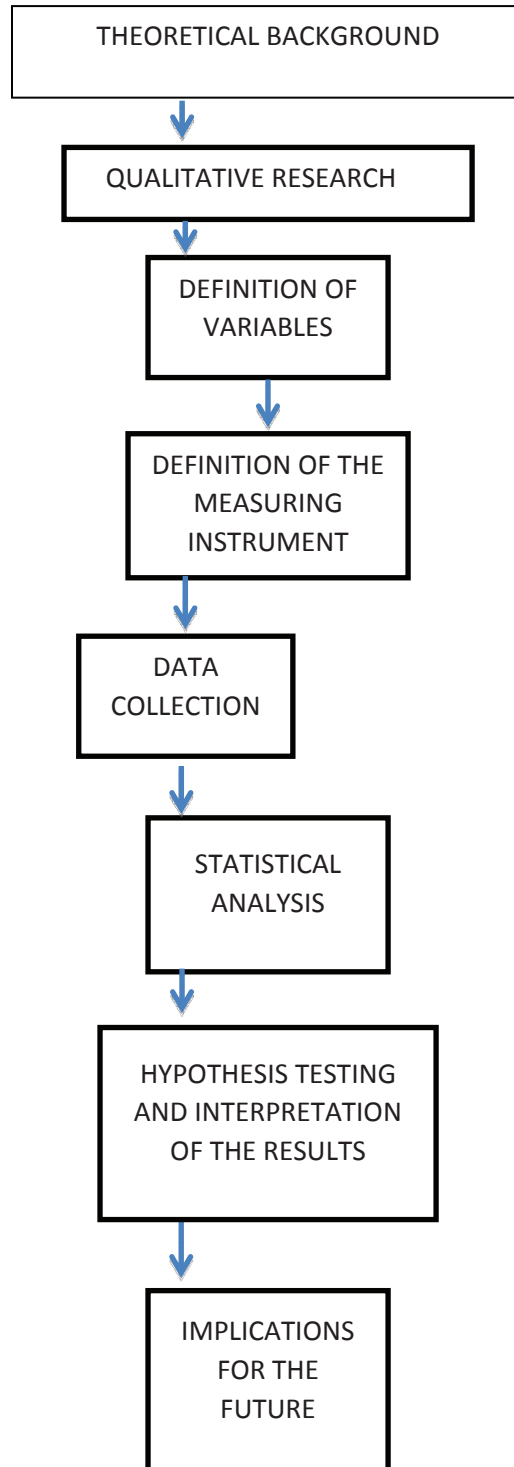 THEORETICAL BACKGROUND
QUALITATIVE RESEARCH
DEFINITION OF
VARIABLES
DEFINITION OF THE
MEASURING
INSTRUMENT
DATA
COLLECTION
STATISTICAL
ANALYSIS
HYPOTHESIS TESTING
AND INTERPRETATION
OF THE RESULTS
IMPLICATIONS
FOR THE
FUTURE